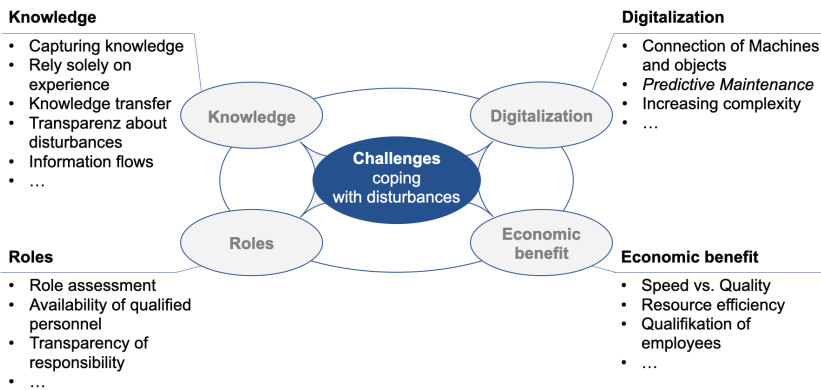 Knowledge
• Capturing knowledge
• Rely solely on
experience
• Knowledge transfer
• Transparenz about
disturbances
• Information flows
• …
Digitalization
• Connection of Machines
and objects
• Predictive Maintenance
• Increasing complexity
• …
Knowledge
Digitalization
Challenges
coping
with disturbances
Roles
Economic
benefit
Roles
• Role assessment
• Availability of qualified
personnel
• Transparency of
responsibility
• …
Economic benefit
• Speed vs. Quality
• Resource efficiency
• Qualifikation of
employees
• …